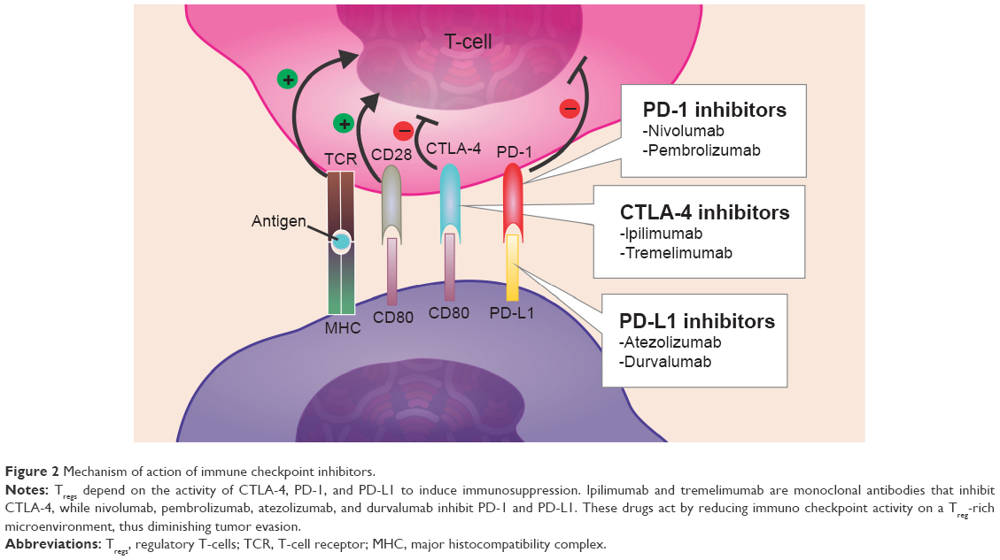 T-cell
+
+
−
−
TCR
CD28
CTLA-4
PD-1
Antigen
MHC
CD80
CD80
PD-L1
PD-1 inhibitors
-Nivolumab
-Pembrolizumab
CTLA-4 inhibitors
-Ipilimumab
-Tremelimumab
PD-L1 inhibitors
-Atezolizumab
-Durvalumab
Figure 2 Mechanism of action of immune checkpoint inhibitors.
Notes: Tregs depend on the activity of CTLA-4, PD-1, and PD-L1 to induce immunosuppression. Ipilimumab and tremelimumab are monoclonal antibodies that inhibit
CTLA-4, while nivolumab, pembrolizumab, atezolizumab, and durvalumab inhibit PD-1 and PD-L1. These drugs act by reducing immuno checkpoint activity on a Treg-rich
microenvironment, thus diminishing tumor evasion.
Abbreviations: Tregs, regulatory T-cells; TCR, T-cell receptor; MHC, major histocompatibility complex.